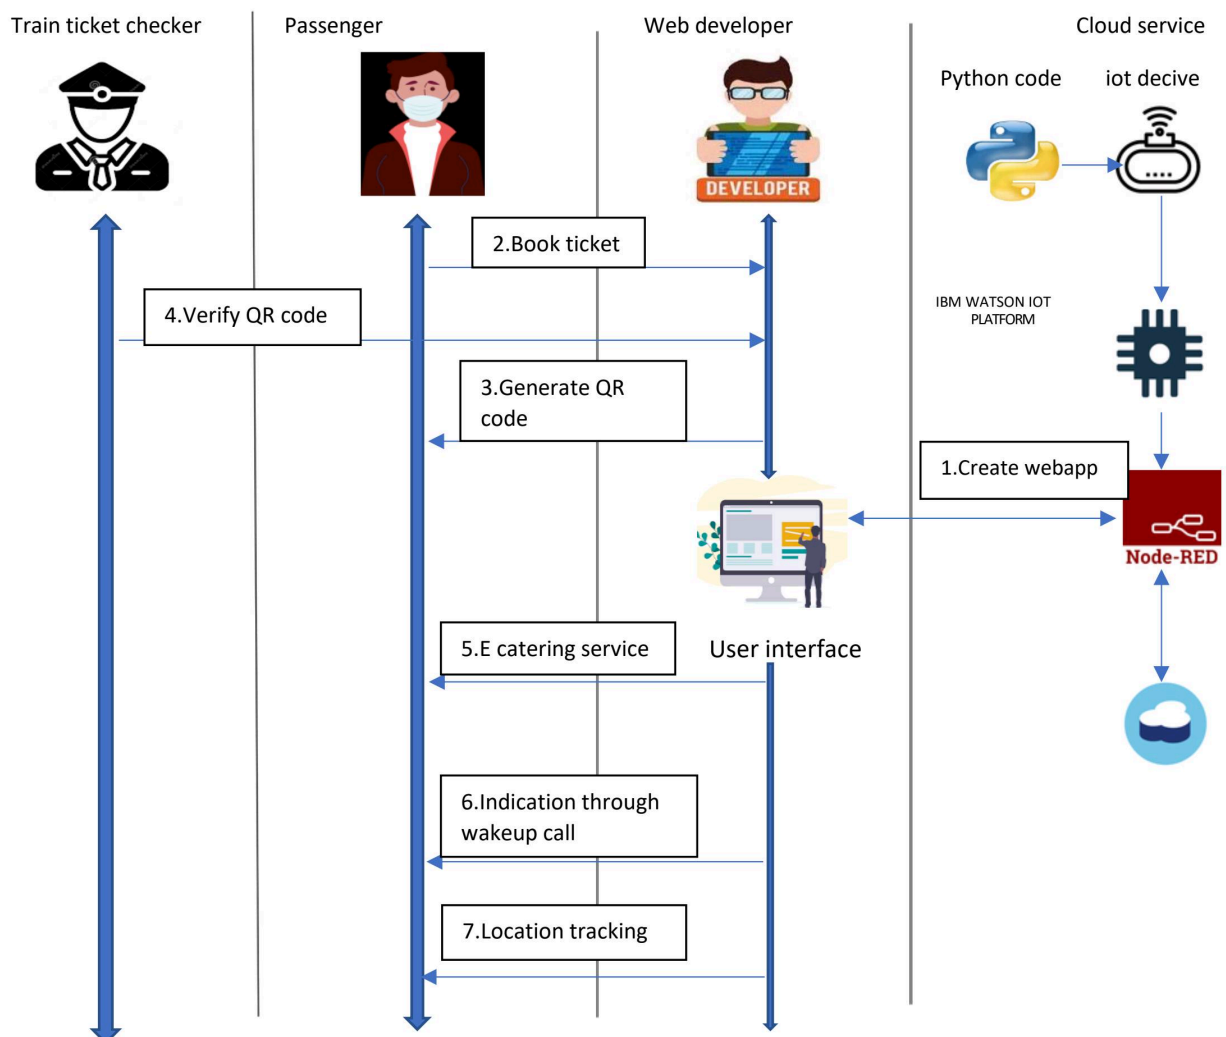 Train ticket checker
Passenger
Web developer
Cloud service
Python code
iot decive
DEVELOPER
2.Book ticket
4.Verify QR code
IBM WATSON IOT
PLATFORM
3.Generate QR
code
1.Create webapp
Node-RED
5.E catering service
User interface
6.Indication through
wakeup call
7.Location tracking